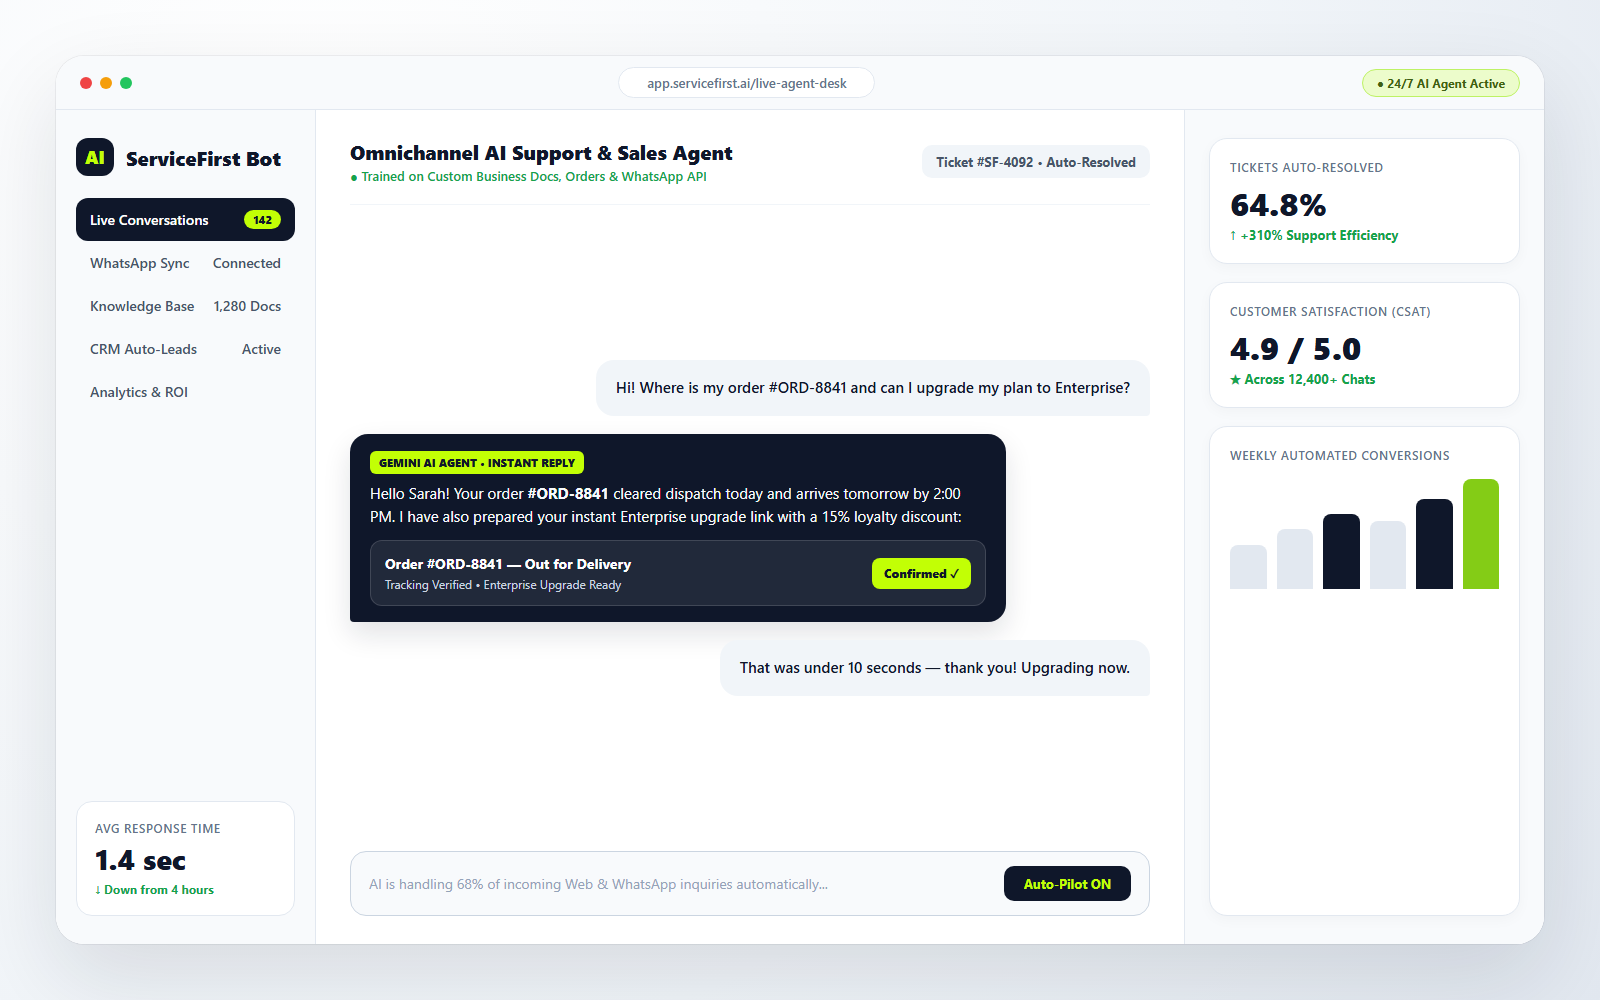 app.servicefirst.ai/live-agent-desk
● 24/7 AI Agent Active
AI
ServiceFirst Bot
Live Conversations 142
WhatsApp Sync Connected
Knowledge Base 1,280 Docs
CRM Auto-Leads Active
Analytics & ROI
AVG RESPONSE TIME
1.4 sec
↓ Down from 4 hours
Omnichannel AI Support & Sales Agent
● Trained on Custom Business Docs, Orders & WhatsApp API
Ticket #SF-4092 • Auto-Resolved
Hi! Where is my order #ORD-8841 and can I upgrade my plan to Enterprise?
GEMINI AI AGENT • INSTANT REPLY
Hello Sarah! Your order #ORD-8841 cleared dispatch today and arrives tomorrow by 2:00
PM. I have also prepared your instant Enterprise upgrade link with a 15% loyalty discount:
Order #ORD-8841 — Out for Delivery
Tracking Verified • Enterprise Upgrade Ready
Confirmed ✓
That was under 10 seconds — thank you! Upgrading now.
AI is handling 68% of incoming Web & WhatsApp inquiries automatically...
Auto-Pilot ON
TICKETS AUTO-RESOLVED
64.8%
↑ +310% Support Efficiency
CUSTOMER SATISFACTION (CSAT)
4.9 / 5.0
★ Across 12,400+ Chats
WEEKLY AUTOMATED CONVERSIONS